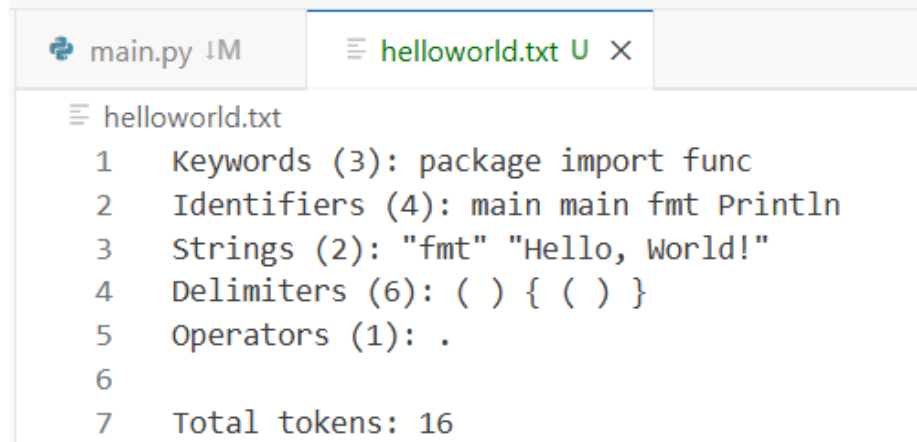 main.py ↓M helloworld.txt U ×
helloworld.txt
1 Keywords (3): package import func
2 Identifiers (4): main main fmt Println
3 Strings (2): "fmt" "Hello, World!"
4 Delimiters (6): ( ) { ( ) }
5 Operators (1): .
6
7 Total tokens: 16